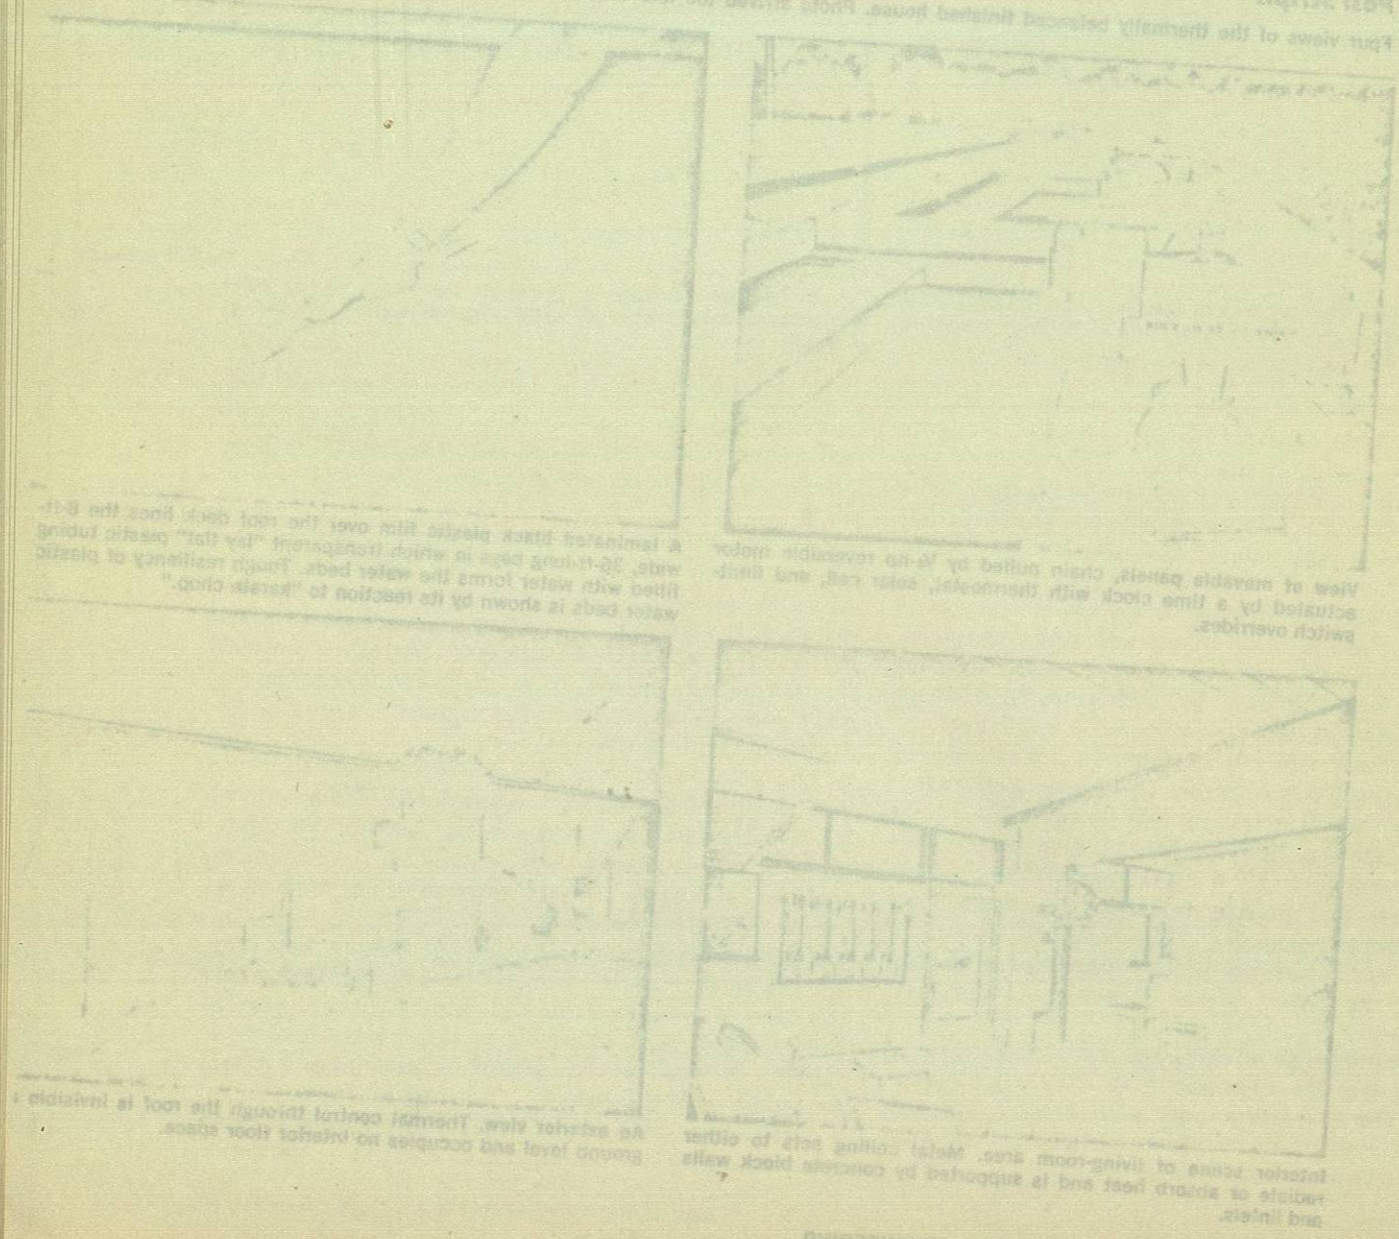 Post Scripts
Four views of the thermally balanced finished house. Photo arrived too
View of movable panels, chain pulled by ⅙ hp reversible motor
actuated by a time clock with thermostat, solar cell, and limit-
switch overrides.
A laminated black plastic film over the roof deck lines the 8-ft-
wide, 36-ft-long bays in which transparent "lay flat" plastic tubing
filled with water forms the water beds. Tough resiliency of plastic
water beds is shown by its reaction to "karate chop."
Interior scene of living-room area. Metal ceiling acts to either
radiate or absorb heat and is supported by concrete block walls
and lintels.
An exterior view. Thermal control through the roof is invisible
ground level and occupies no interior floor space.